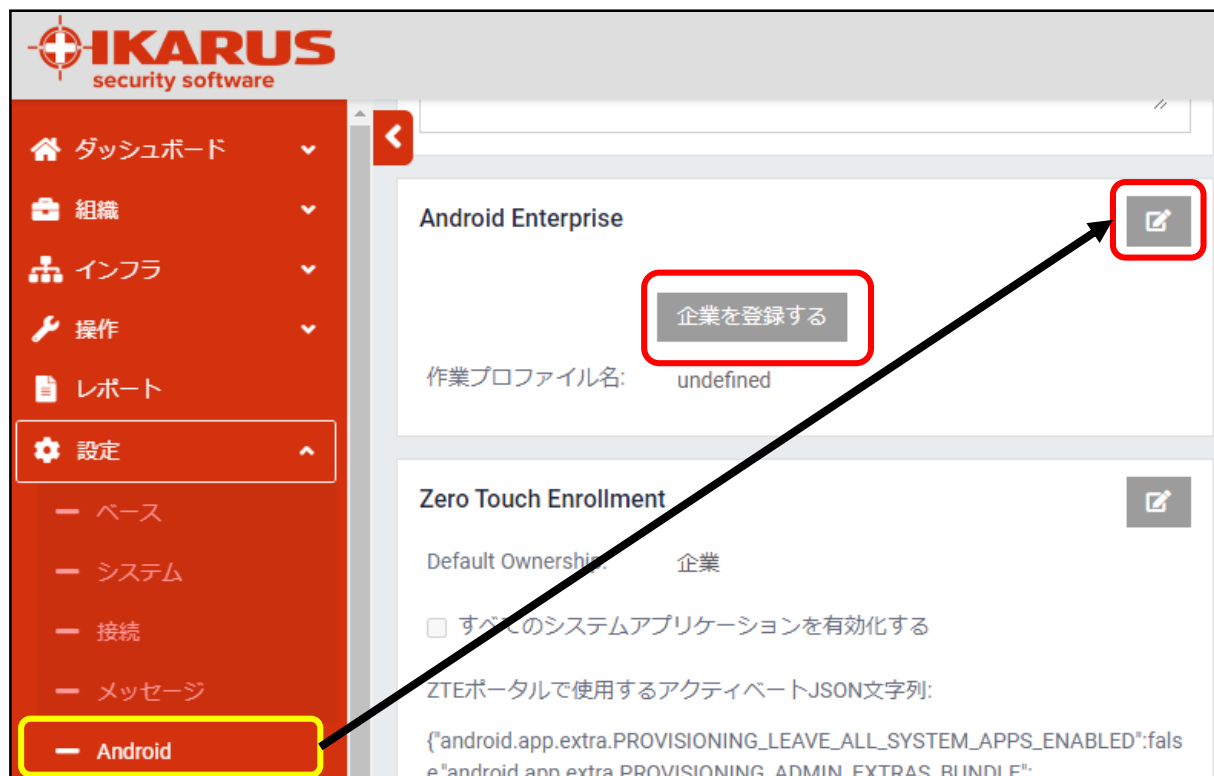 IKARUS
security software
ダッシュボード
組織
インフラ
操作
レポート
設定
ベース
システム
接続
メッセージ
Android
Android Enterprise
企業を登録する
作業プロファイル名: undefined
Zero Touch Enrollment
Default Ownership: 企業
すべてのシステムアプリケーションを有効化する
ZTEポータルで使用するアクティベートJSON文字列:
{"android.app.extra.PROVISIONING_LEAVE_ALL_SYSTEM_APPS_ENABLED":fals
e,"android.app.extra.PROVISIONING_ADMIN_EXTRAS_BUNDLE":